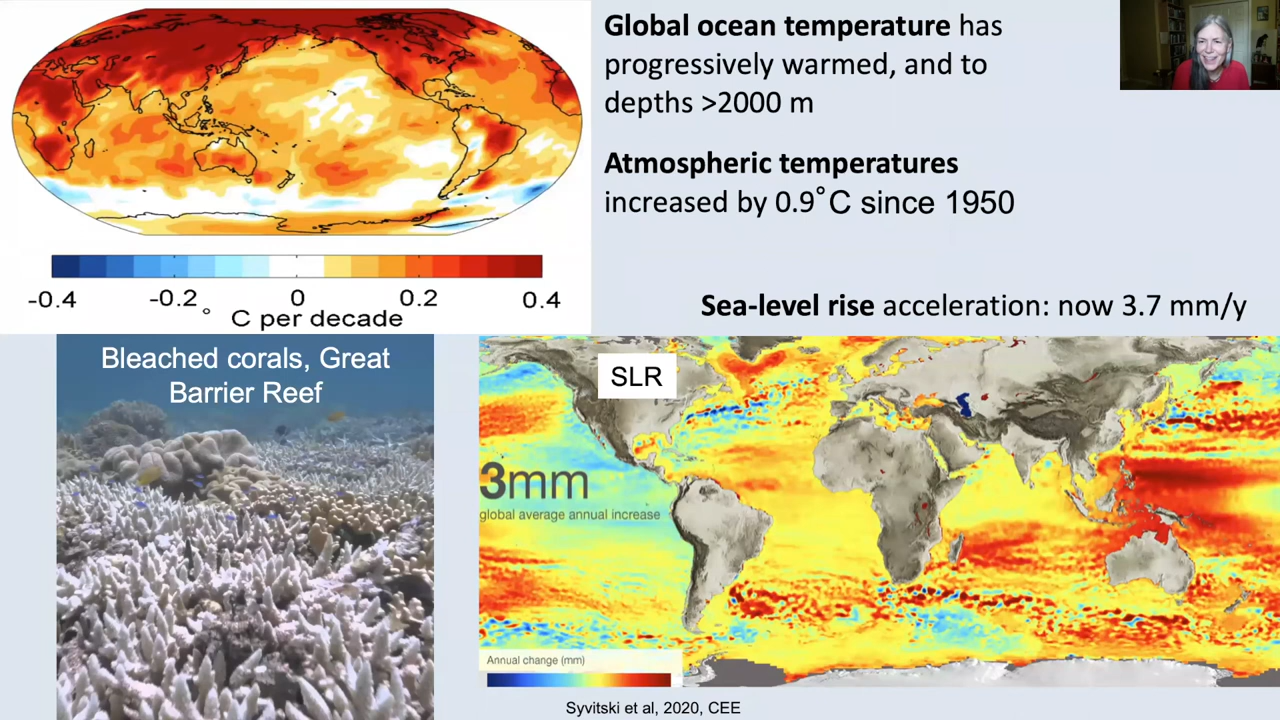 Global ocean temperature has
progressively warmed, and to
depths >2000 m
Atmospheric temperatures
increased by 0.9°C since 1950
-0.4 -0.2 0 0.2 0.4
° C per decade
Sea-level rise acceleration: now 3.7 mm/y
Bleached corals, Great
Barrier Reef
SLR
3mm
global average annual increase
Annual change (mm)
Syvitski et al, 2020, CEE